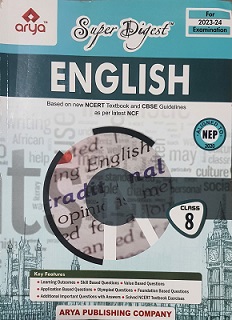 arya
Super Digest
For
2023-24
Examination
ENGLISH
Based on new NCERT Textbook and CBSE Guidelines
as per latest NCF
NEP
2020
English
traditional
opinion
CLASS
8
Key Features
• Learning Outcomes • Skill Based Questions • Value Based Questions
• Application Based Questions • Olympiad Questions • Foundation Based Questions
• Additional Important Questions with Answers • Solved NCERT Textbook Exercises
ARYA PUBLISHING COMPANY